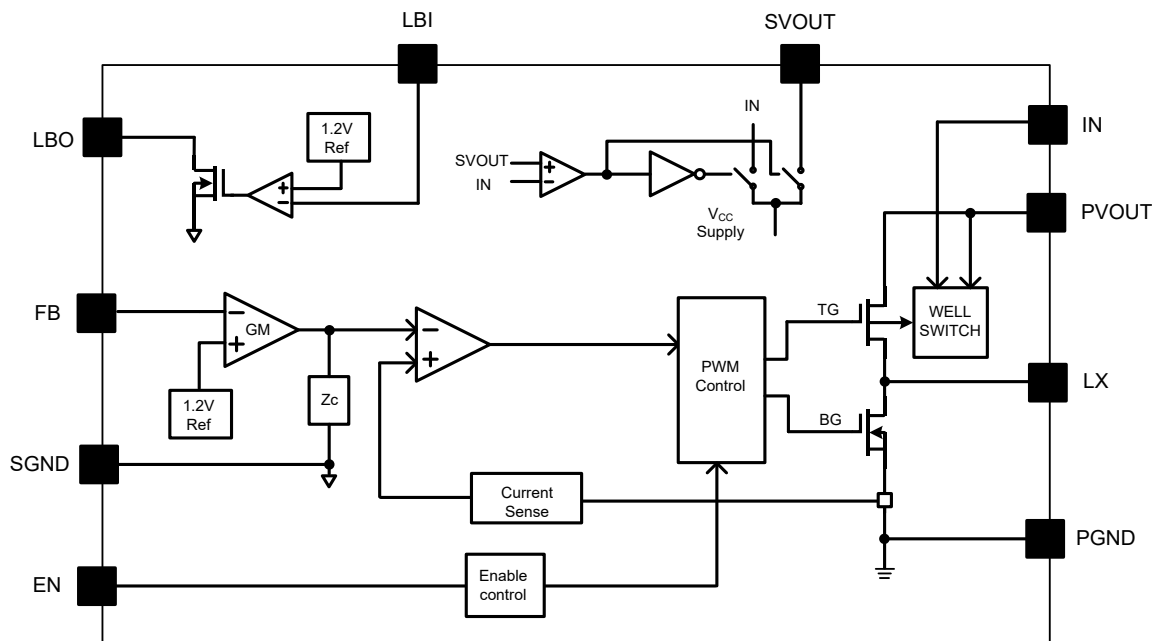 LBI
SVOUT
LBO
1.2V
Ref
+
−
SVOUT
IN
+
−
IN
VCC
Supply
IN
PVOUT
FB
−
GM
+
1.2V
Ref
Zc
−
+
PWM
Control
TG
BG
WELL
SWITCH
LX
SGND
Current
Sense
PGND
EN
Enable
control